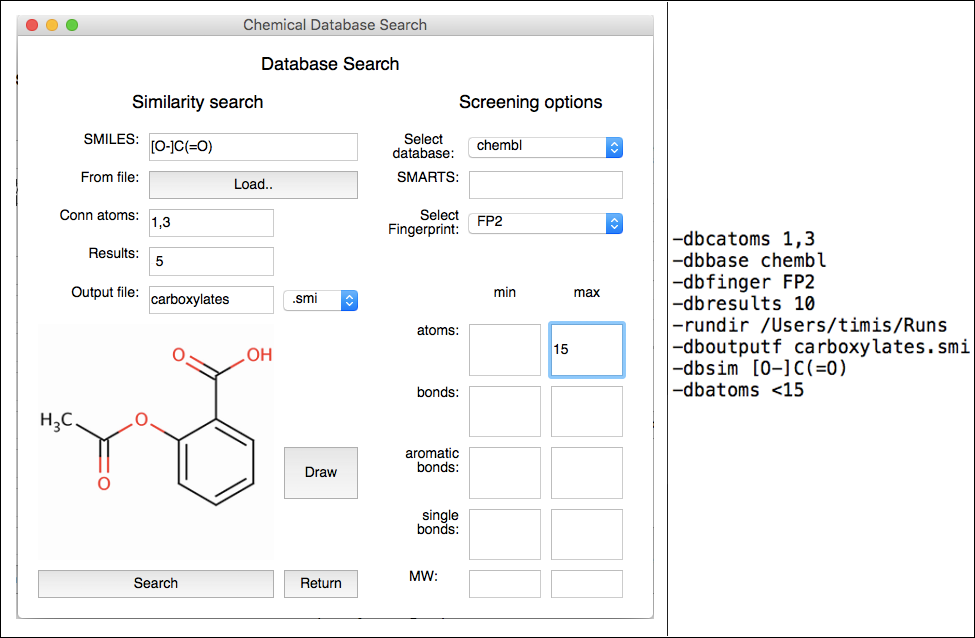 Chemical Database Search
Database Search
Similarity search
SMILES: [O-]C(=O)
From file: Load..
Conn atoms: 1,3
Results: 5
Output file: carboxylates .smi
O
OH
H3C
O
O
Draw
Search
Return
Screening options
Select
database: chembl
SMARTS:
Select
Fingerprint: FP2
min max
atoms: 15
bonds:
aromatic
bonds:
single
bonds:
MW:
-dbcatoms 1,3
-dbbase chembl
-dbfinger FP2
-dbresults 10
-rundir /Users/timis/Runs
-dboutputf carboxylates.smi
-dbsim [O-]C(=O)
-dbatoms <15